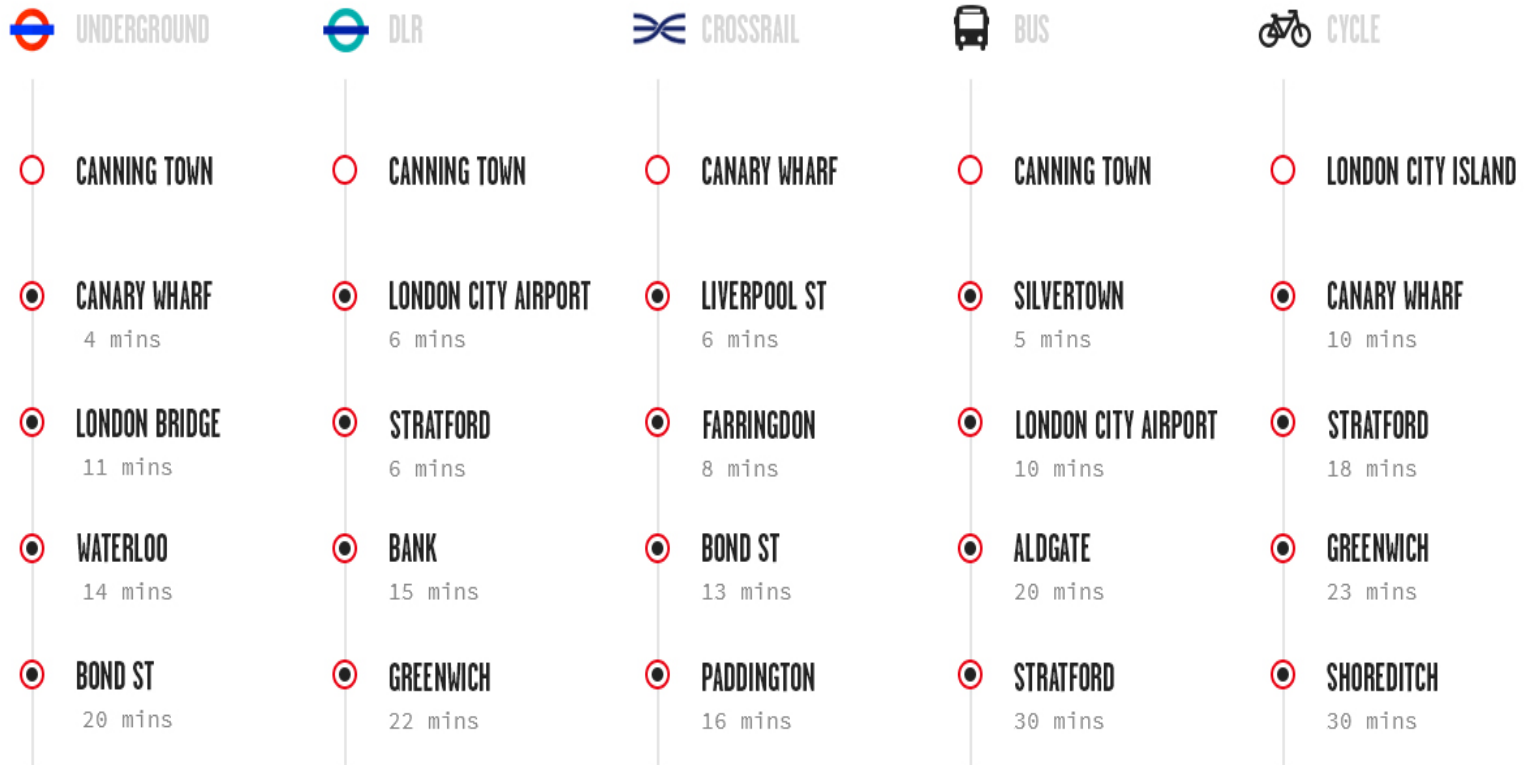 UNDERGROUND
CANNING TOWN
CANARY WHARF
4 mins
LONDON BRIDGE
11 mins
WATERLOO
14 mins
BOND ST
20 mins
DLR
CANNING TOWN
LONDON CITY AIRPORT
6 mins
STRATFORD
6 mins
BANK
15 mins
GREENWICH
22 mins
CROSSRAIL
CANARY WHARF
LIVERPOOL ST
6 mins
FARRINGDON
8 mins
BOND ST
13 mins
PADDINGTON
16 mins
BUS
CANNING TOWN
SILVERTOWN
5 mins
LONDON CITY AIRPORT
10 mins
ALDGATE
20 mins
STRATFORD
30 mins
CYCLE
LONDON CITY ISLAND
CANARY WHARF
10 mins
STRATFORD
18 mins
GREENWICH
23 mins
SHOREDITCH
30 mins